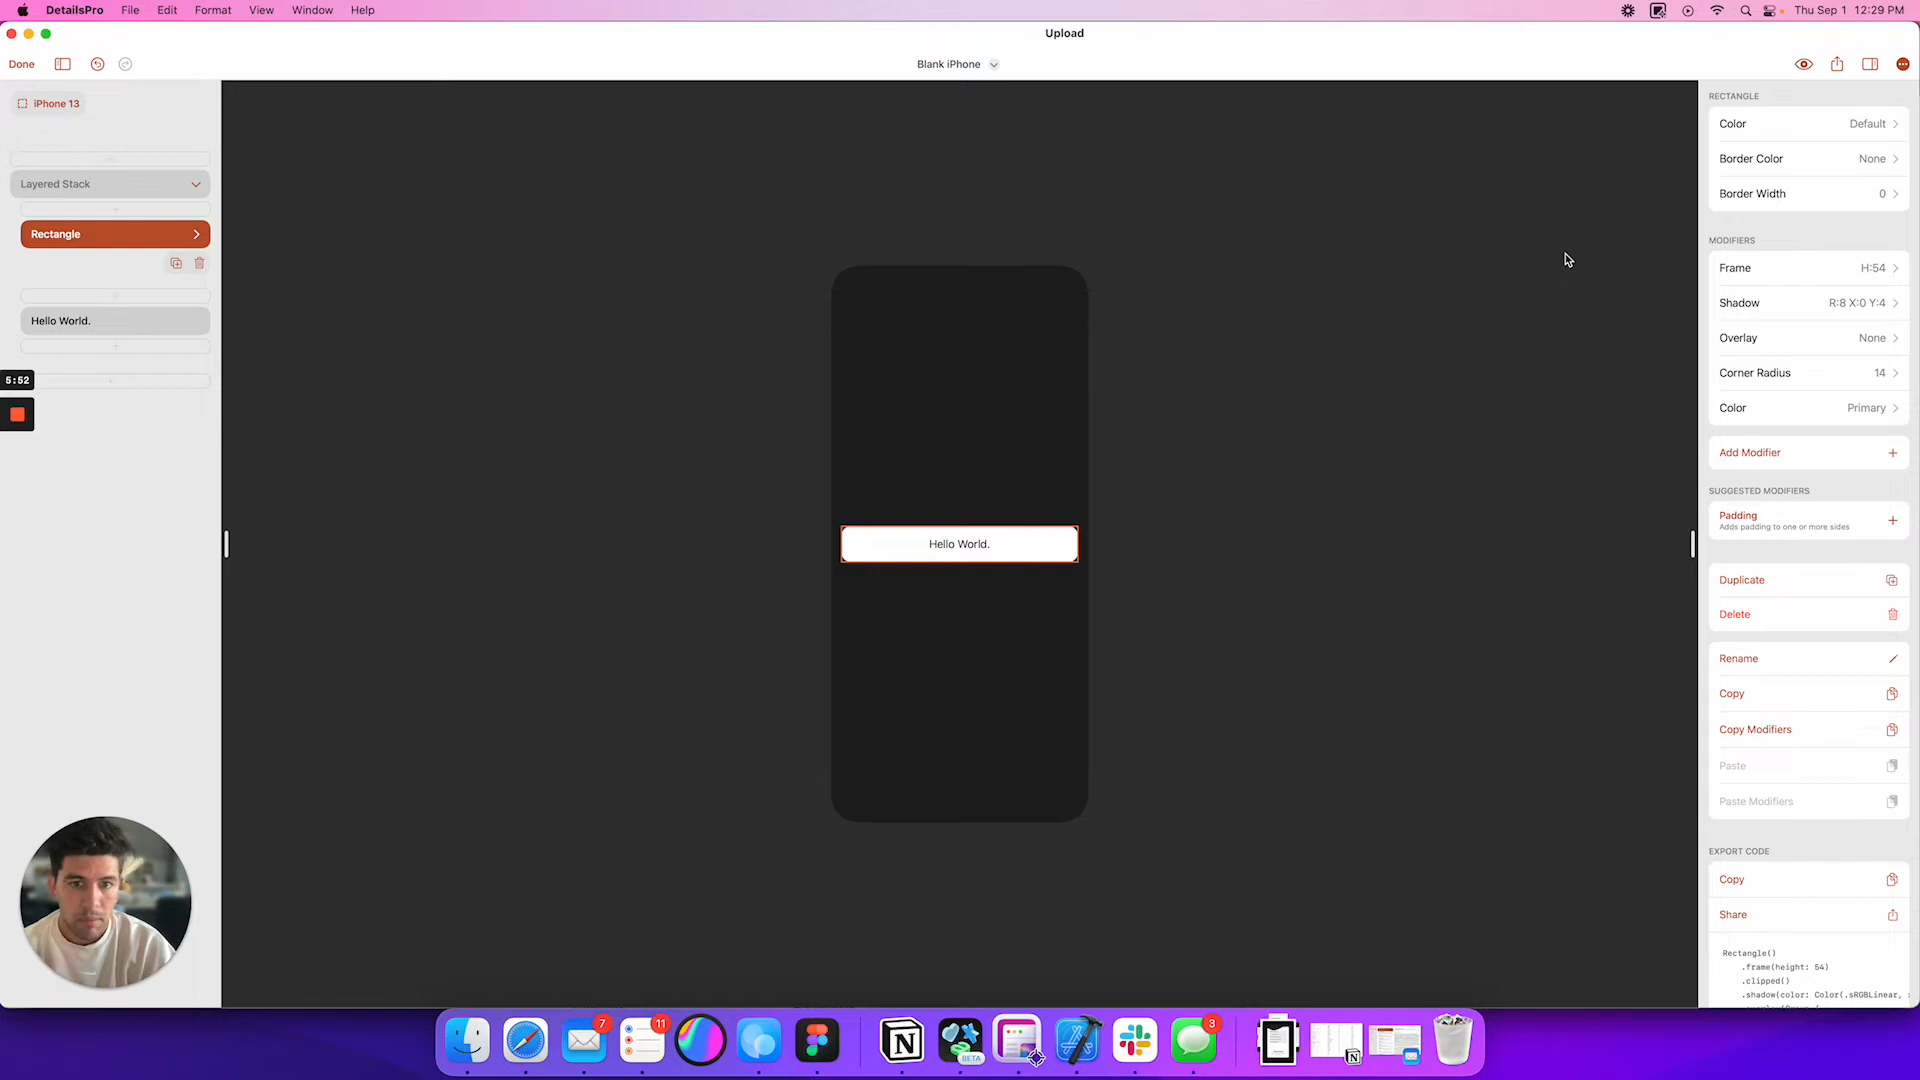 DetailsPro File Edit Format View Window Help Thu Sep 1 12:29 PM
Upload
Done Blank iPhone
iPhone 13
Layered Stack
Rectangle
Hello World.
5:52
Hello World.
RECTANGLE
Color Default
Border Color None
Border Width 0
MODIFIERS
Frame H:54
Shadow R:8 X:0 Y:4
Overlay None
Corner Radius 14
Color Primary
Add Modifier
SUGGESTED MODIFIERS
Padding
Adds padding to one or more sides
Duplicate
Delete
Rename
Copy
Copy Modifiers
Paste
Paste Modifiers
EXPORT CODE
Copy
Share
Rectangle()
.frame(height: 54)
.clipped()
.shadow(color: Color(.sRGBLinear,
7 11 BETA 3